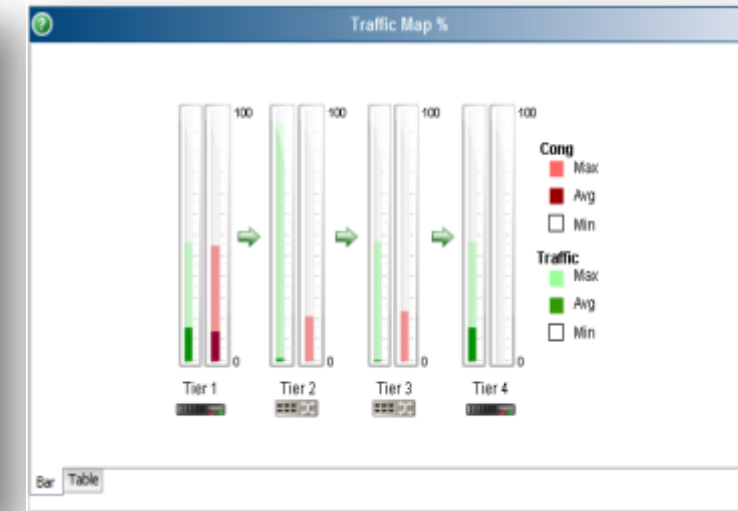 Traffic Map %
100
100
100
100
Cong
Max
Avg
Min
Traffic
Max
Avg
Min
0
0
0
0
Tier 1
Tier 2
Tier 3
Tier 4
Bar
Table